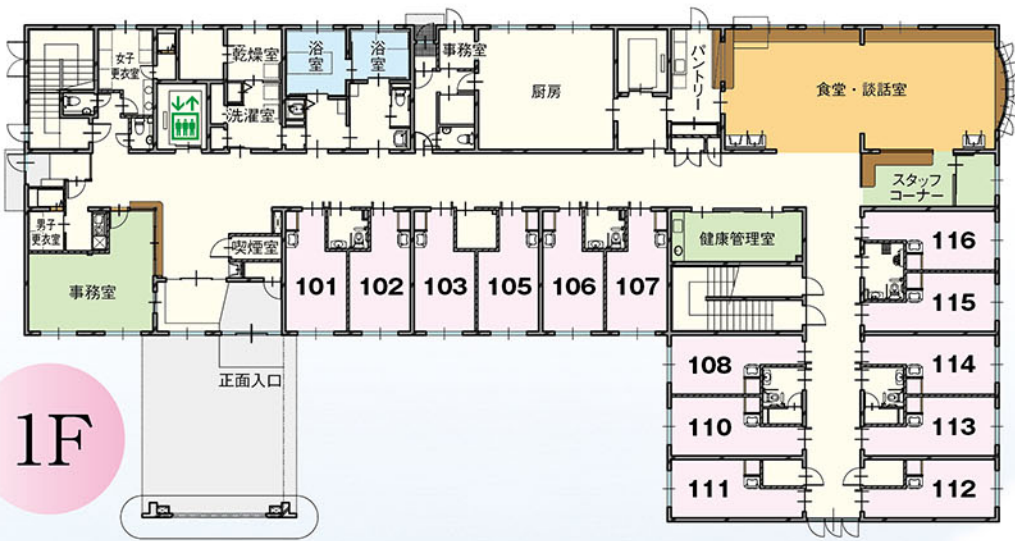 女子
更衣室
乾燥室
洗濯室
浴
室
浴
室
事務室
厨房
パントリー
食堂・談話室
スタッフ
コーナー
男子
更衣室
事務室
喫煙室
101
102
103
105
106
107
健康管理室
116
115
108
114
110
113
111
112
正面入口
1F